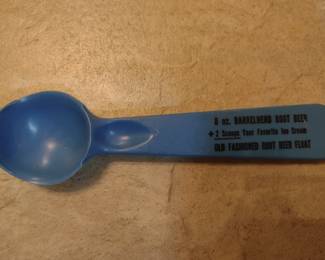 8 oz. BARRELHEAD ROOT BEER
+ 2 Scoops Your Favorite Ice Cream
OLD FASHIONED ROOT BEER FLOAT